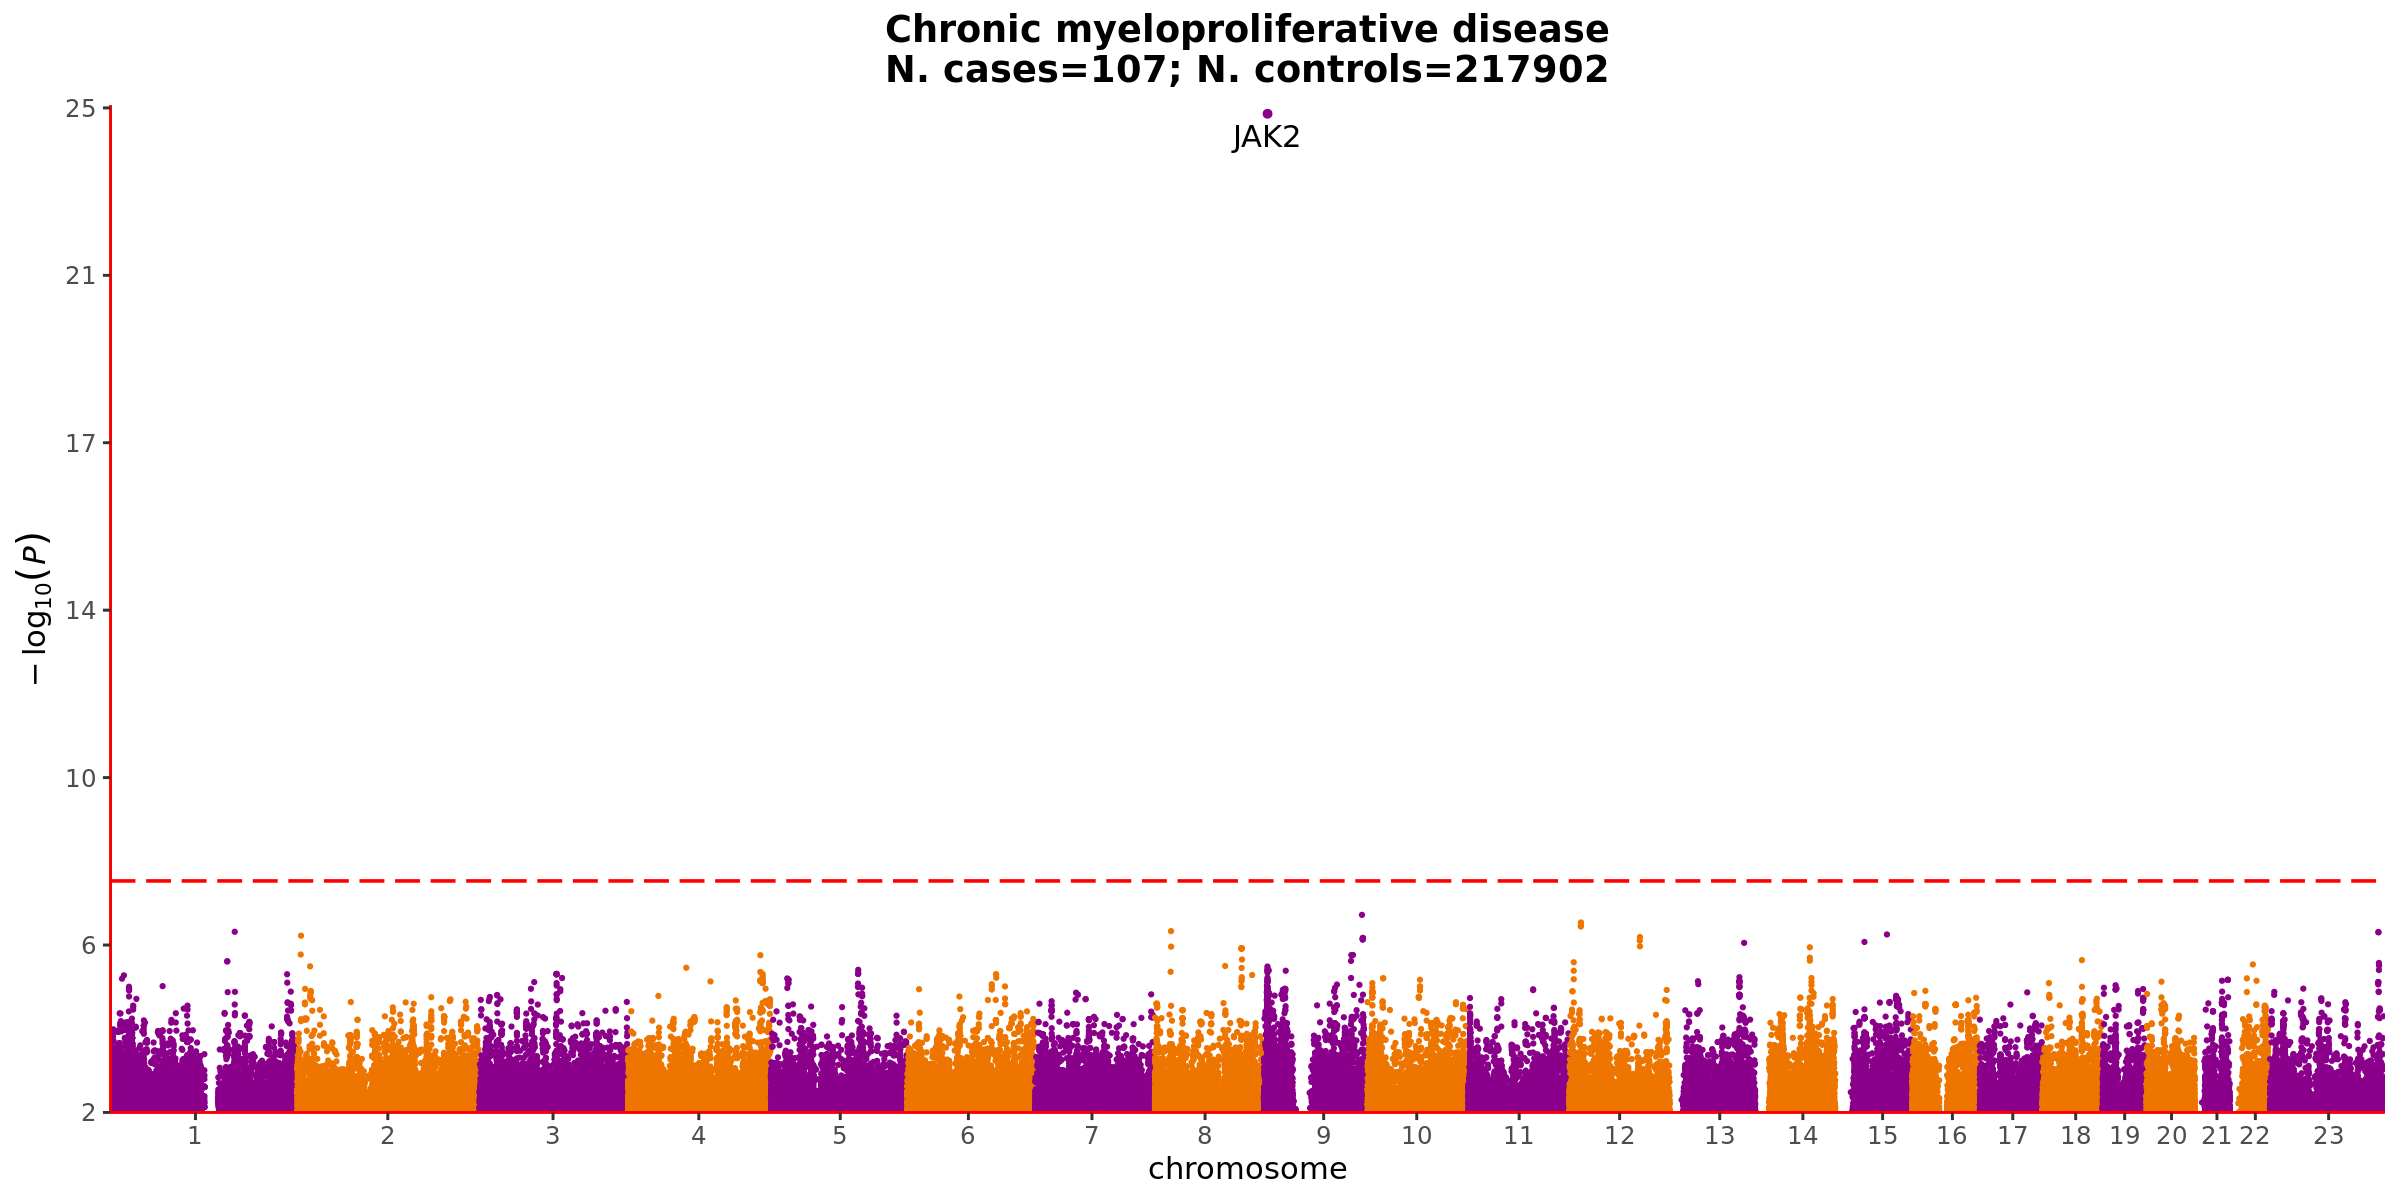 Chronic myeloproliferative disease
N. cases=107; N. controls=217902
JAK2
25
21
17
14
10
6
2
− log₁₀(P)
1 2 3 4 5 6 7 8 9 10 11 12 13 14 15 16 17 18 19 20 21 22 23
chromosome